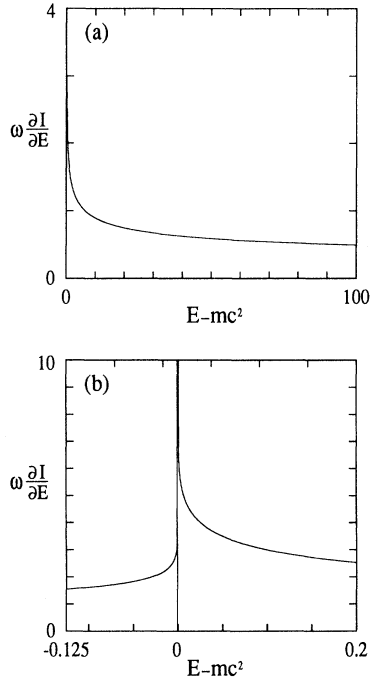 4
(a)
ω ∂I/∂E
0
0 100
E–mc²
10
(b)
ω ∂I/∂E
0
-0.125 0 0.2
E–mc²